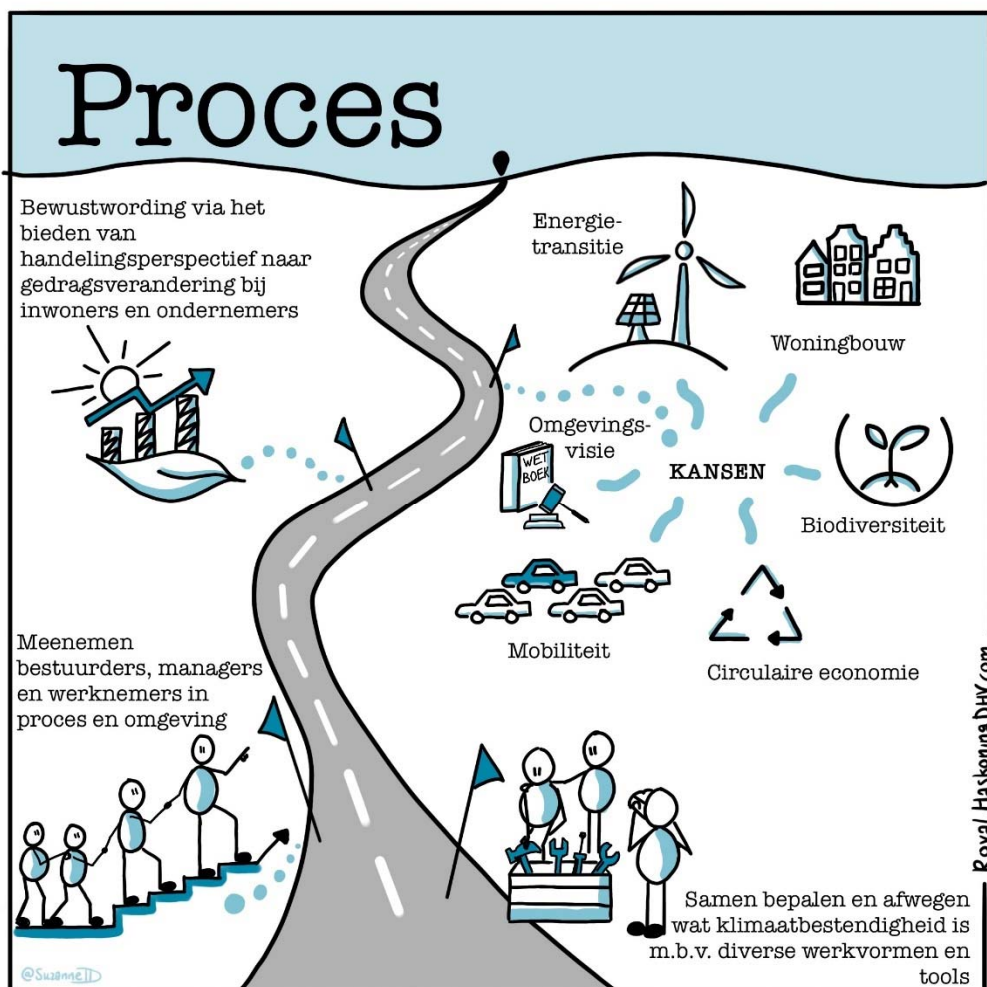 Proces
Bewustwording via het
bieden van
handelingsperspectief naar
gedragsverandering bij
inwoners en ondernemers
Energie-
transitie
Woningbouw
Omgevings-
visie
WET
BOEK
KANSEN
Biodiversiteit
Mobiliteit
Circulaire economie
Meenemen
bestuurders, managers
en werknemers in
proces en omgeving
Samen bepalen en afwegen
wat klimaatbestendigheid is
m.b.v. diverse werkvormen en
tools
@SuzanneTD
Royal HaskoningDHV.com